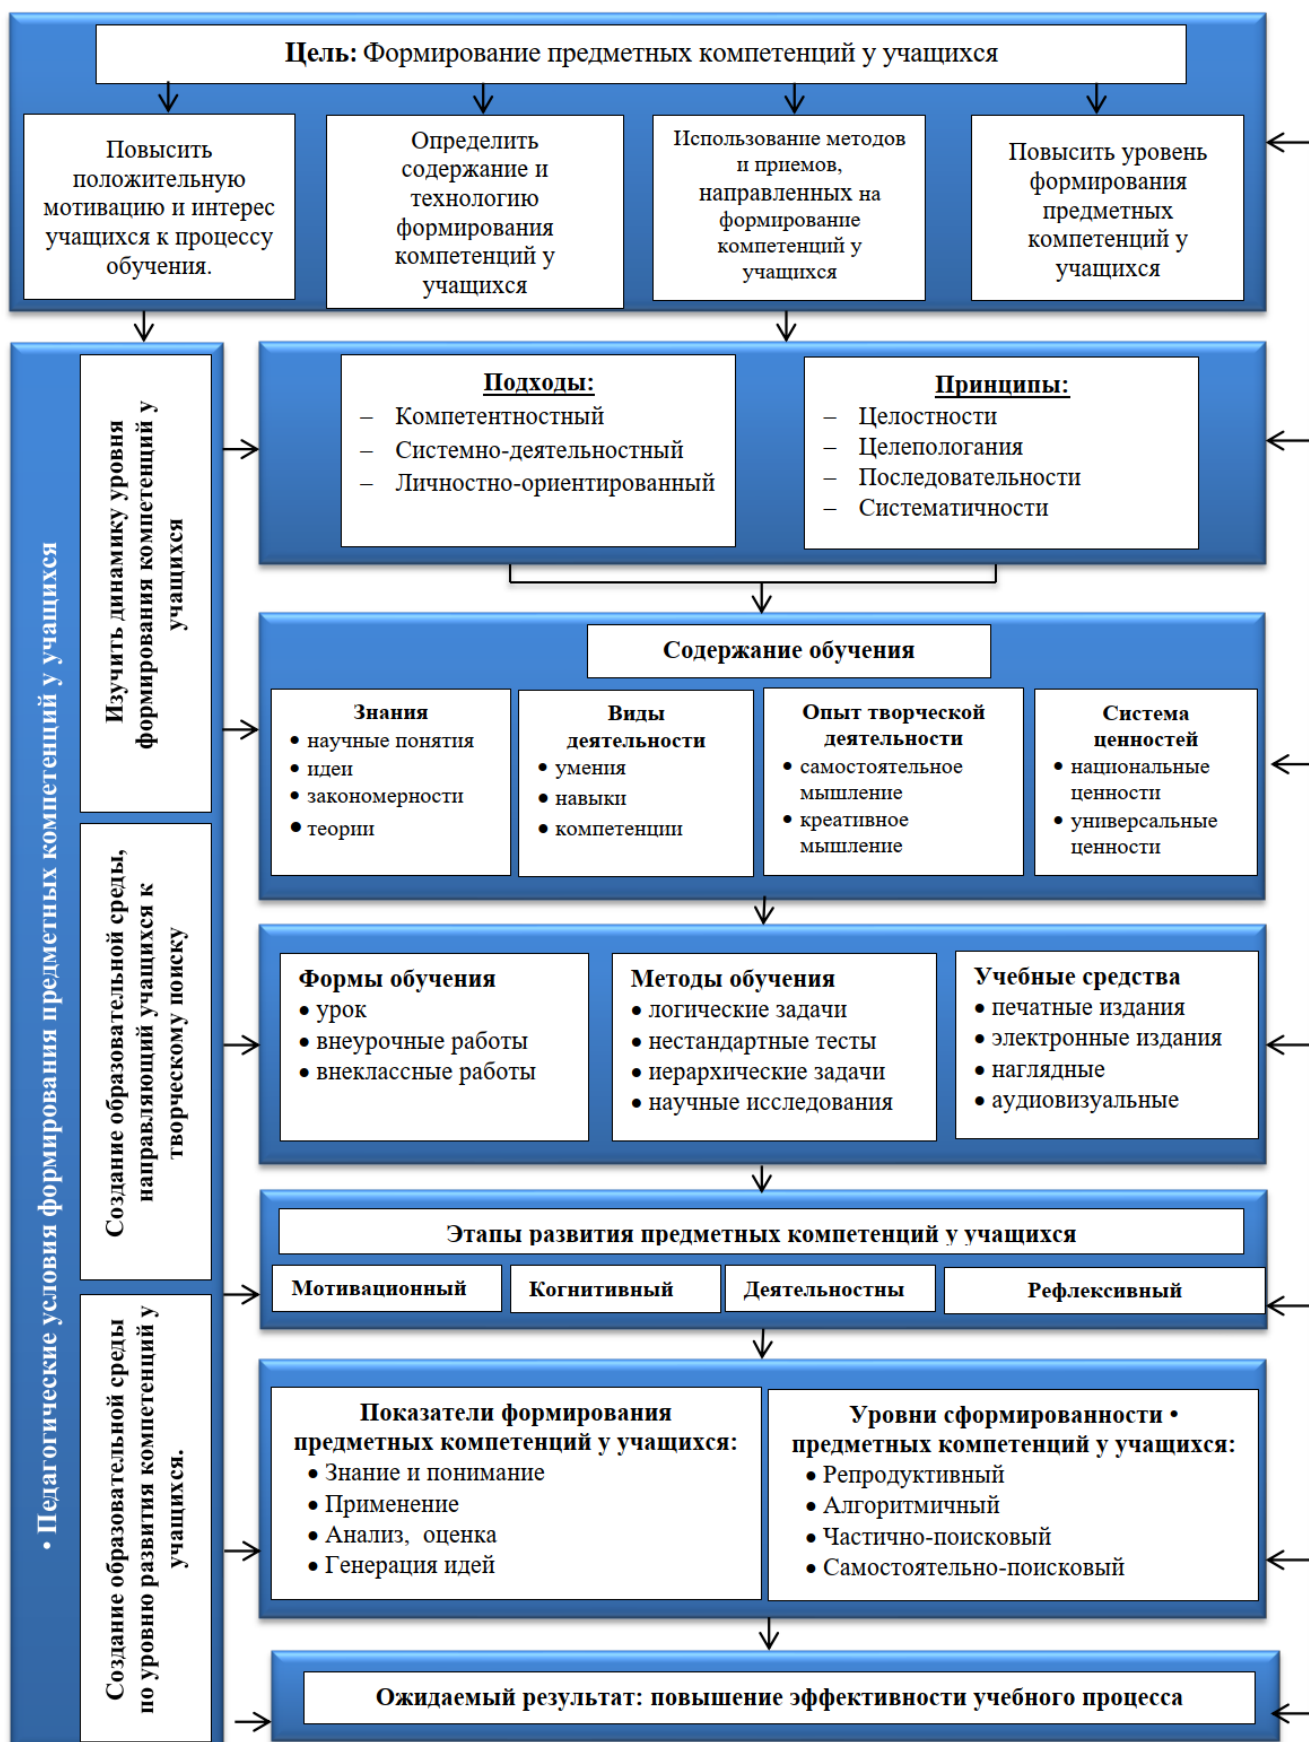 Цель: Формирование предметных компетенций у учащихся
Повысить
положительную
мотивацию и интерес
учащихся к процессу
обучения.
Определить
содержание и
технологию
формирования
компетенций у
учащихся
Использование методов
и приемов,
направленных на
формирование
компетенций у
учащихся
Повысить уровень
формирования
предметных
компетенций у
учащихся
• Педагогические условия формирования предметных компетенций у учащихся
Изучить динамику уровня
формирования компетенций у
учащихся
Создание образовательной среды,
направляющий учащихся к
творческому поиску
Создание образовательной среды
по уровню развития компетенций у
учащихся.
Подходы:
– Компетентностный
– Системно-деятельностный
– Личностно-ориентированный
Принципы:
– Целостности
– Целепологания
– Последовательности
– Систематичности
Содержание обучения
Знания
• научные понятия
• идеи
• закономерности
• теории
Виды
деятельности
• умения
• навыки
• компетенции
Опыт творческой
деятельности
• самостоятельное
мышление
• креативное
мышление
Система
ценностей
• национальные
ценности
• универсальные
ценности
Формы обучения
• урок
• внеурочные работы
• внеклассные работы
Методы обучения
• логические задачи
• нестандартные тесты
• иерархические задачи
• научные исследования
Учебные средства
• печатные издания
• электронные издания
• наглядные
• аудиовизуальные
Этапы развития предметных компетенций у учащихся
Мотивационный
Когнитивный
Деятельностны
Рефлексивный
Показатели формирования
предметных компетенций у учащихся:
• Знание и понимание
• Применение
• Анализ, оценка
• Генерация идей
Уровни сформированности •
предметных компетенций у учащихся:
• Репродуктивный
• Алгоритмичный
• Частично-поисковый
• Самостоятельно-поисковый
Ожидаемый результат: повышение эффективности учебного процесса